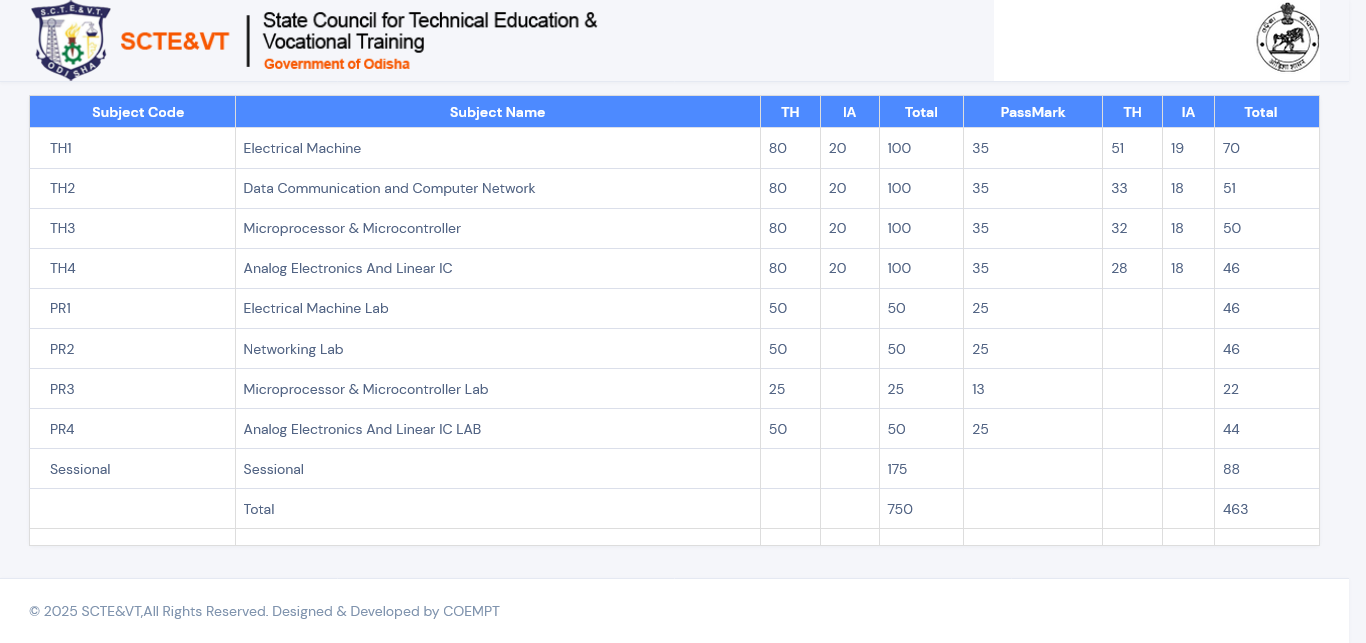 S.C.T.E.&V.T.
ODISHA
SCTE&VT
State Council for Technical Education &
Vocational Training
Government of Odisha
Subject Code Subject Name TH IA Total PassMark TH IA Total
TH1 Electrical Machine 80 20 100 35 51 19 70
TH2 Data Communication and Computer Network 80 20 100 35 33 18 51
TH3 Microprocessor & Microcontroller 80 20 100 35 32 18 50
TH4 Analog Electronics And Linear IC 80 20 100 35 28 18 46
PR1 Electrical Machine Lab 50 50 25 46
PR2 Networking Lab 50 50 25 46
PR3 Microprocessor & Microcontroller Lab 25 25 13 22
PR4 Analog Electronics And Linear IC LAB 50 50 25 44
Sessional Sessional 175 88
Total 750 463
© 2025 SCTE&VT,All Rights Reserved. Designed & Developed by COEMPT